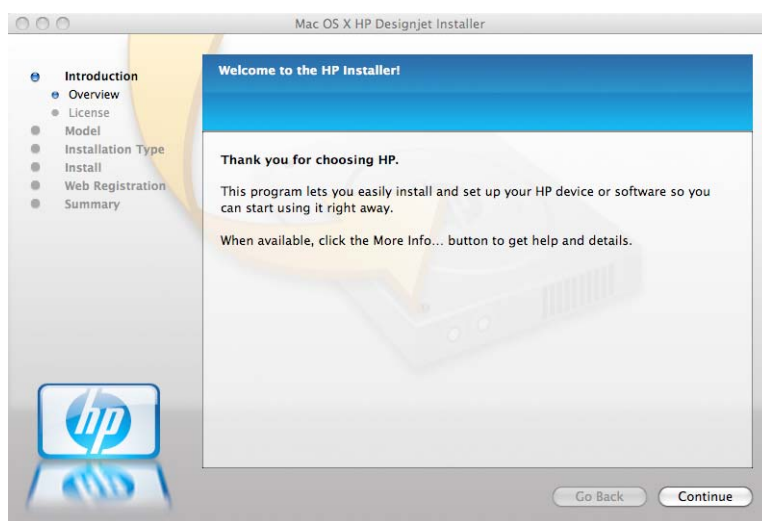 Mac OS X HP Designjet Installer
Introduction
Overview
License
Model
Installation Type
Install
Web Registration
Summary
Welcome to the HP Installer!
Thank you for choosing HP.
This program lets you easily install and set up your HP device or software so you
can start using it right away.
When available, click the More Info... button to get help and details.
hp
Go Back
Continue